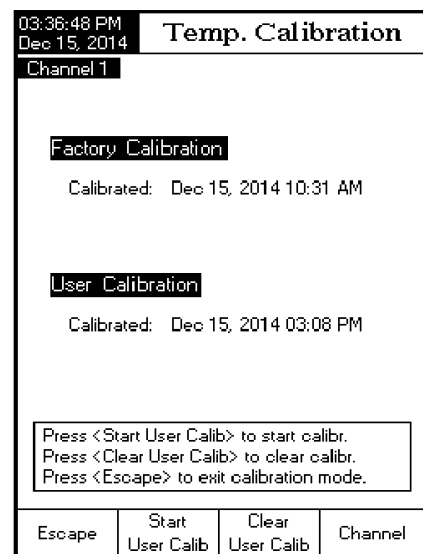 03:36:48 PM
Dec 15, 2014
Temp. Calibration
Channel 1
Factory Calibration
Calibrated: Dec 15, 2014 10:31 AM
User Calibration
Calibrated: Dec 15, 2014 03:08 PM
Press <Start User Calib> to start calibr.
Press <Clear User Calib> to clear calibr.
Press <Escape> to exit calibration mode.
Escape
Start
User Calib
Clear
User Calib
Channel